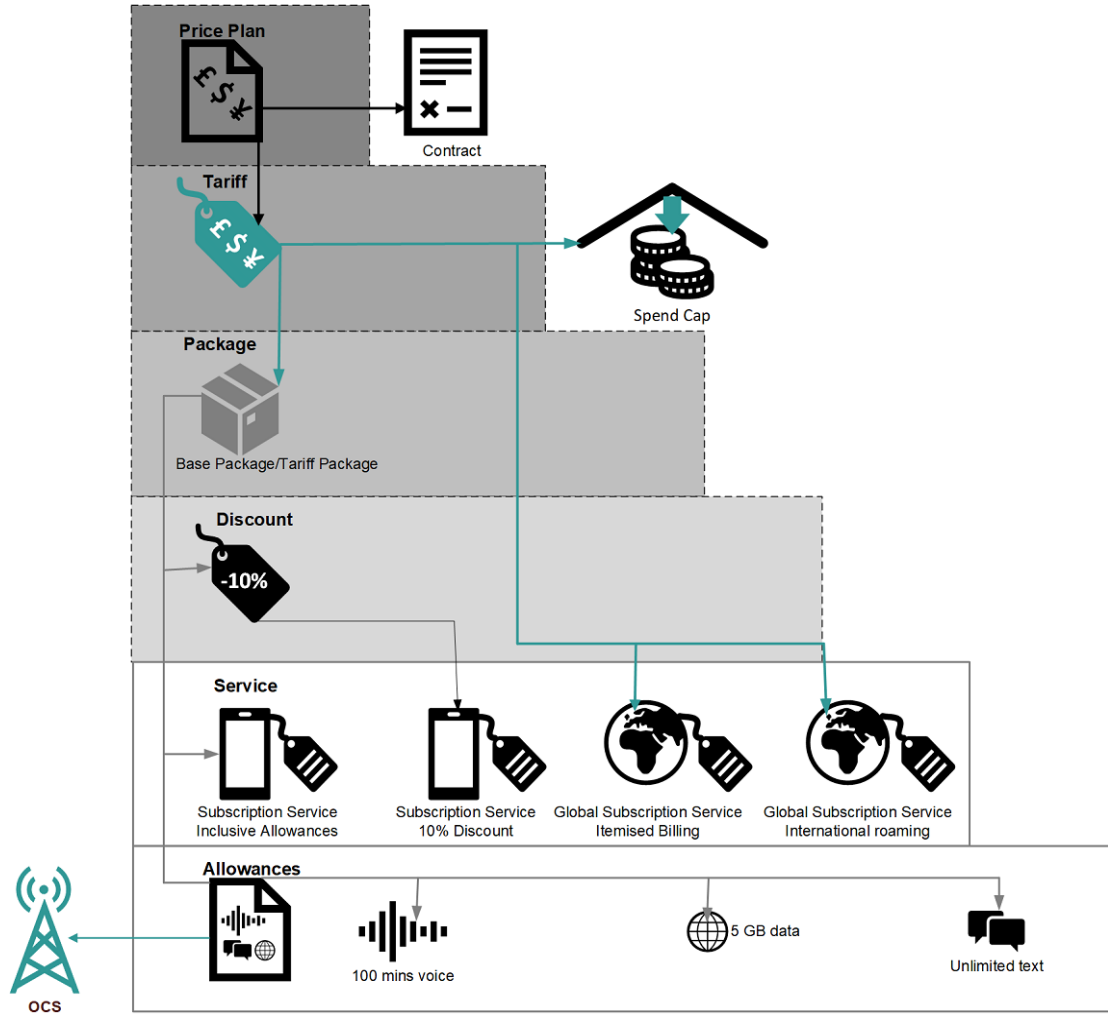 Price Plan
£ $ ¥
Contract
Tariff
£ $ ¥
Spend Cap
Package
Base Package/Tariff Package
Discount
-10%
Service
Subscription Service
Inclusive Allowances
Subscription Service
10% Discount
Global Subscription Service
Itemised Billing
Global Subscription Service
International roaming
Allowances
100 mins voice
5 GB data
Unlimited text
OCS